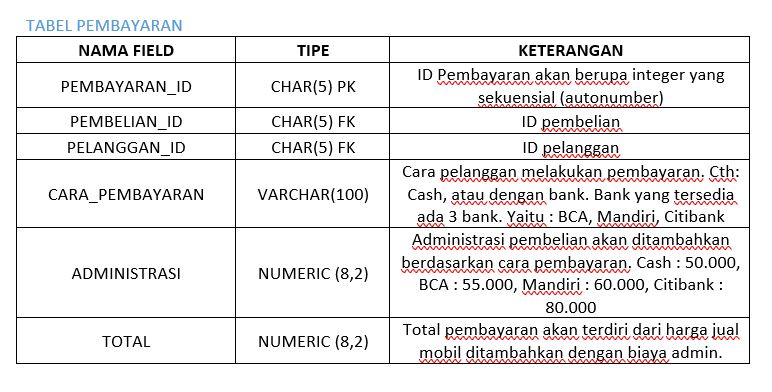 TABEL PEMBAYARAN
NAMA FIELD TIPE KETERANGAN
PEMBAYARAN_ID CHAR(5) PK ID Pembayaran akan berupa integer yang
sekuensial (autonumber)
PEMBELIAN_ID CHAR(5) FK ID pembelian
PELANGGAN_ID CHAR(5) FK ID pelanggan
CARA_PEMBAYARAN VARCHAR(100) Cara pelanggan melakukan pembayaran. Cth:
Cash, atau dengan bank. Bank yang tersedia
ada 3 bank. Yaitu : BCA, Mandiri, Citibank
ADMINISTRASI NUMERIC (8,2) Administrasi pembelian akan ditambahkan
berdasarkan cara pembayaran. Cash : 50.000,
BCA : 55.000, Mandiri : 60.000, Citibank :
80.000
TOTAL NUMERIC (8,2) Total pembayaran akan terdiri dari harga jual
mobil ditambahkan dengan biaya admin.